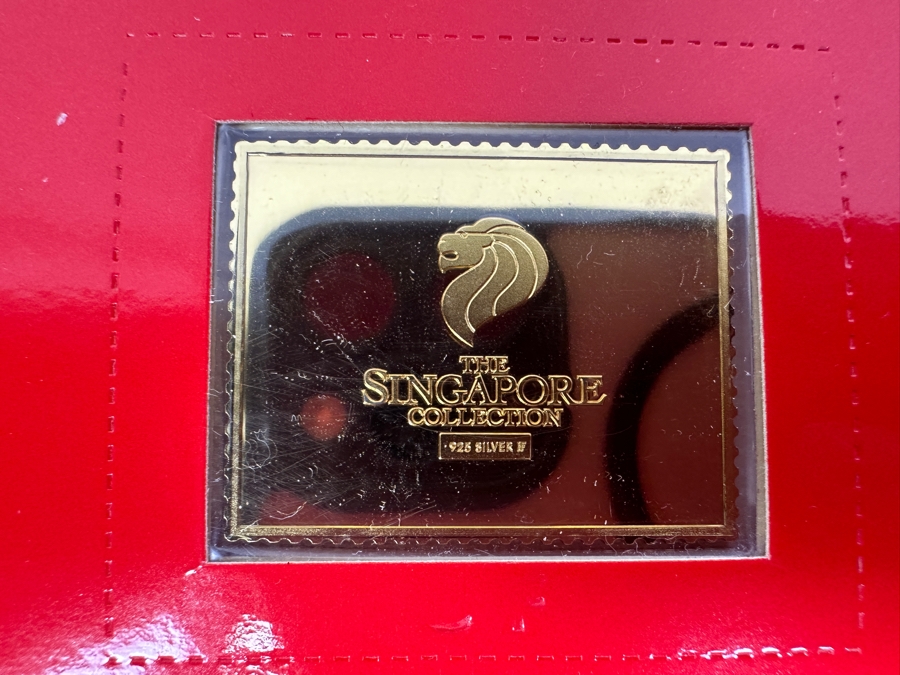 THE
SINGAPORE
COLLECTION
925 SILVER